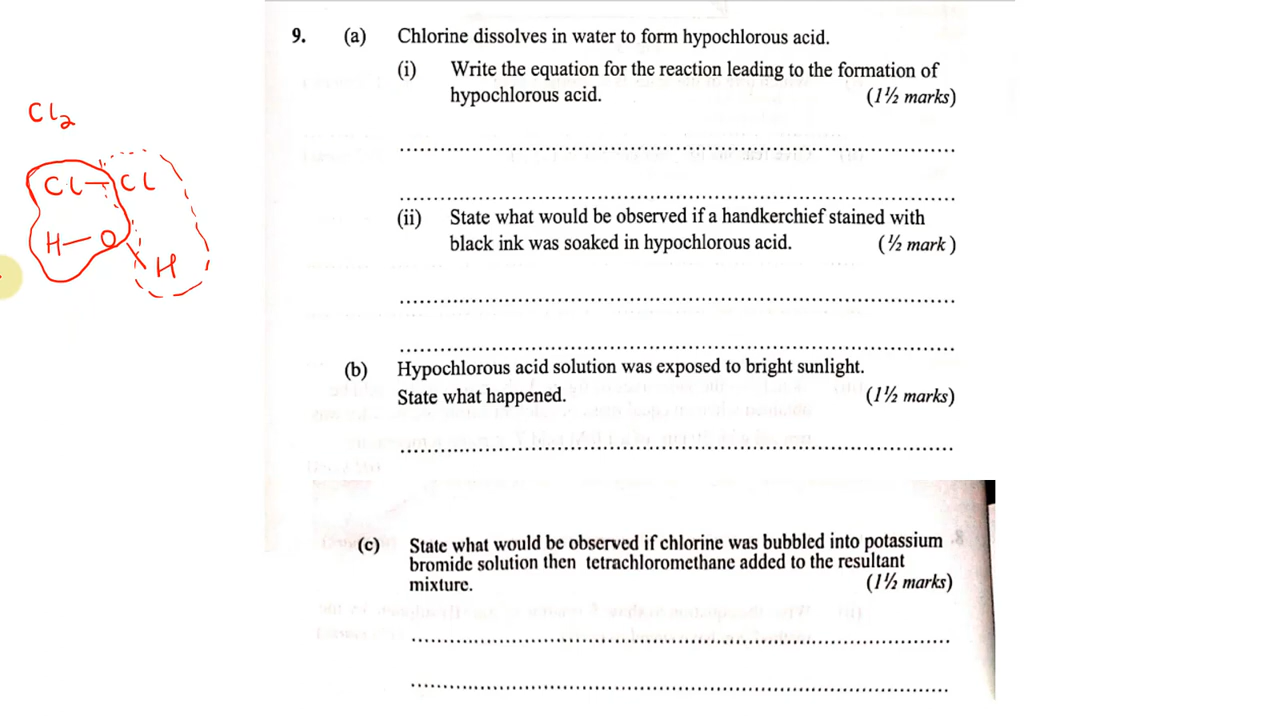 9. (a) Chlorine dissolves in water to form hypochlorous acid.
(i) Write the equation for the reaction leading to the formation of
hypochlorous acid. (1½ marks)
(ii) State what would be observed if a handkerchief stained with
black ink was soaked in hypochlorous acid. (½ mark)
(b) Hypochlorous acid solution was exposed to bright sunlight.
State what happened. (1½ marks)
(c) State what would be observed if chlorine was bubbled into potassium
bromide solution then tetrachloromethane added to the resultant
mixture. (1½ marks)
Cl₂
Cl-Cl
H-O
H